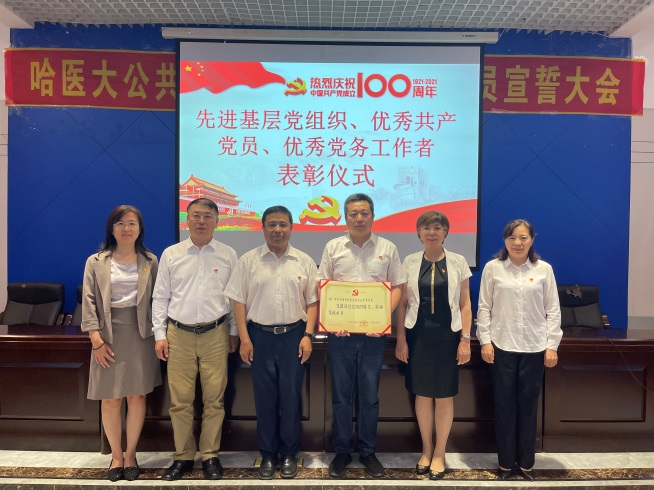 热烈庆祝
中国共产党成立
100
1921-2021
周年
哈医大公共
员宣誓大会
先进基层党组织、优秀共产
党员、优秀党务工作者
表彰仪式